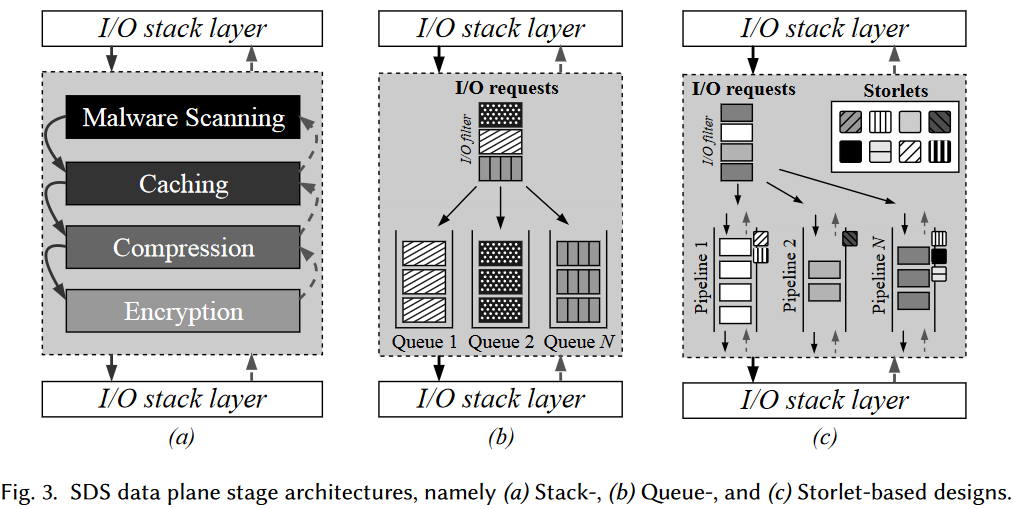 I/O stack layer
Malware Scanning
Caching
Compression
Encryption
I/O stack layer
(a)
I/O stack layer
I/O requests
I/O filter
Queue 1
Queue 2
Queue N
I/O stack layer
(b)
I/O stack layer
I/O requests
Storlets
I/O filter
Pipeline 1
Pipeline 2
Pipeline N
I/O stack layer
(c)
Fig. 3. SDS data plane stage architectures, namely (a) Stack-, (b) Queue-, and (c) Storlet-based designs.